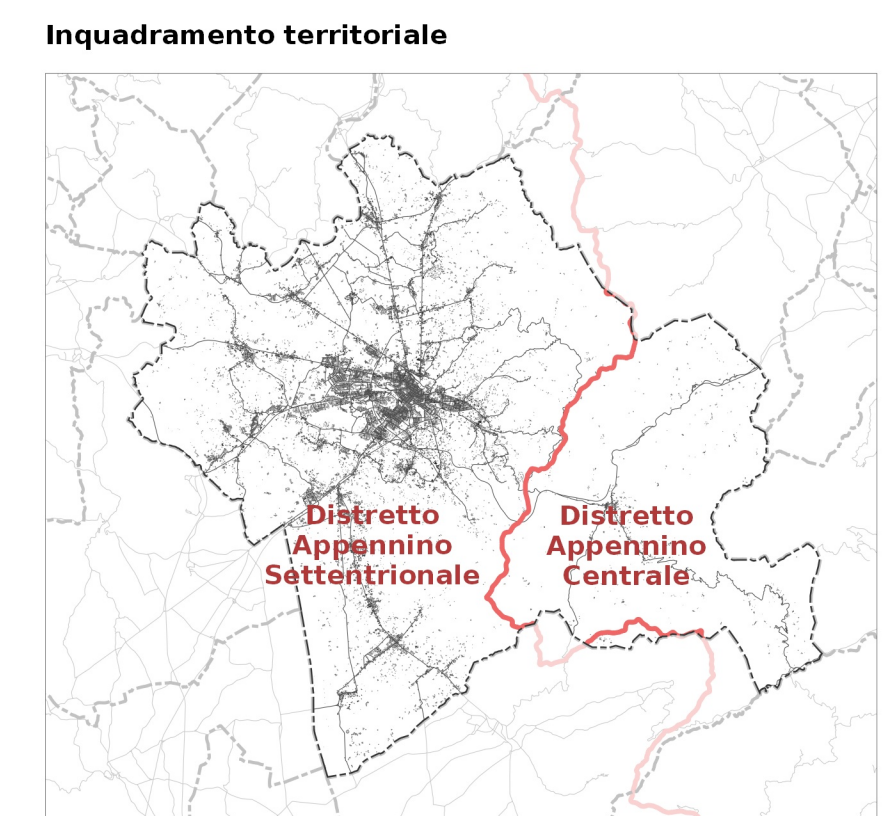 Inquadramento territoriale
Distretto
Appennino
Settentrionale
Distretto
Appennino
Centrale